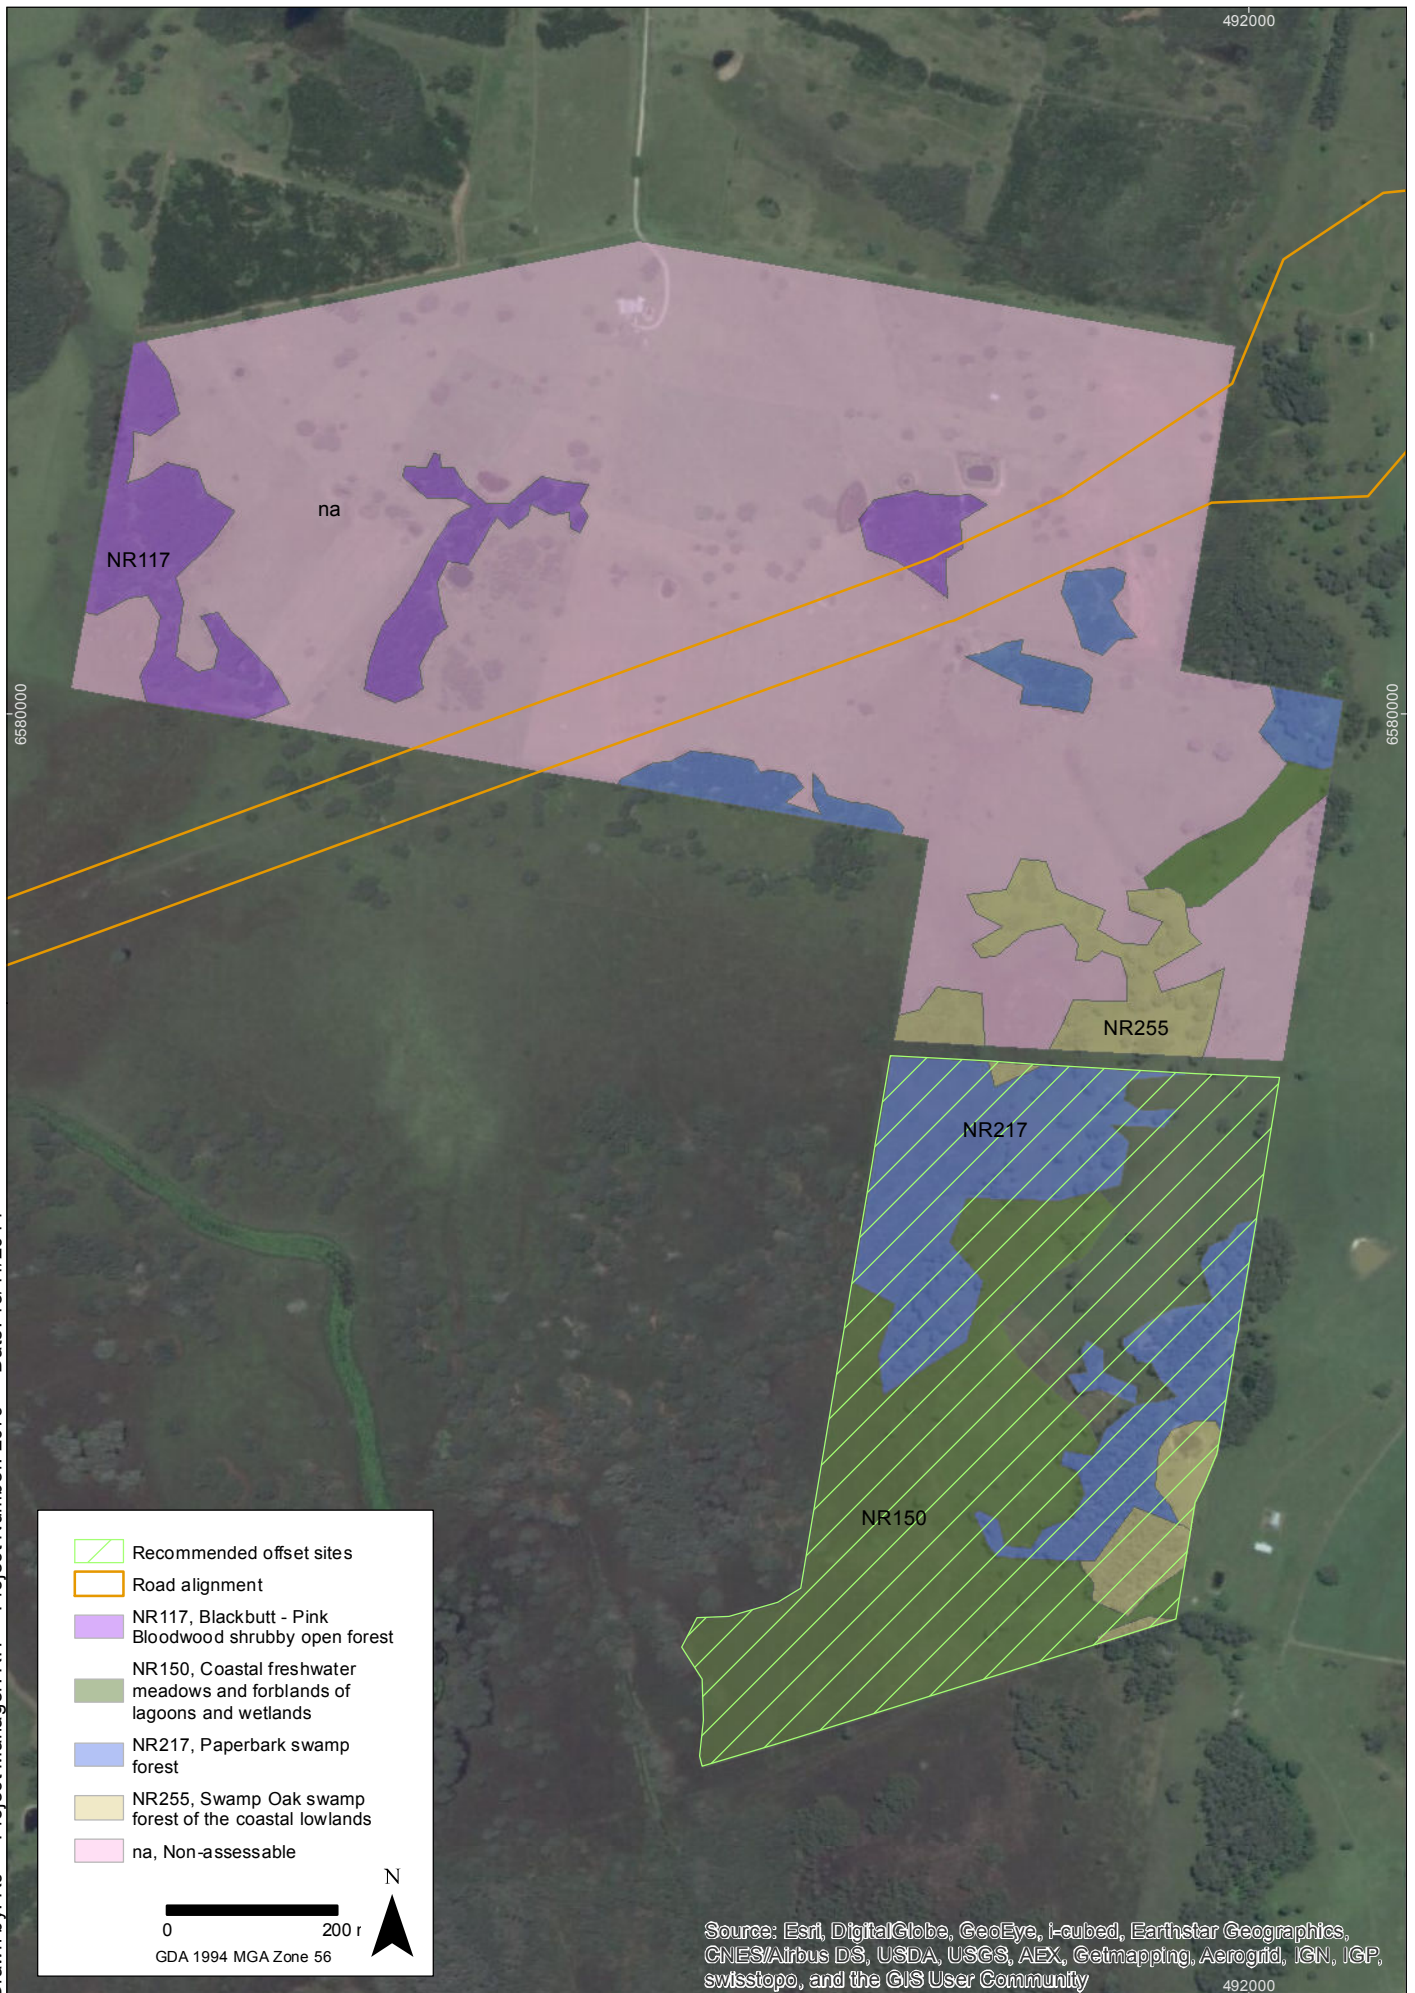 492000
na
NR117
6580000
6580000
NR255
NR217
NR150
Recommended offset sites
Road alignment
NR117, Blackbutt - Pink
Bloodwood shrubby open forest
NR150, Coastal freshwater
meadows and forblands of
lagoons and wetlands
NR217, Paperbark swamp
forest
NR255, Swamp Oak swamp
forest of the coastal lowlands
na, Non-assessable
N
0
200
GDA 1994 MGA Zone 56
Source: Esri, DigitalGlobe, GeoEye, i-cubed, Earthstar Geographics,
CNES/Airbus DS, USDA, USGS, AEX, Getmapping, Aerogrid, IGN, IGP,
swisstopo, and the GIS User Community
492000